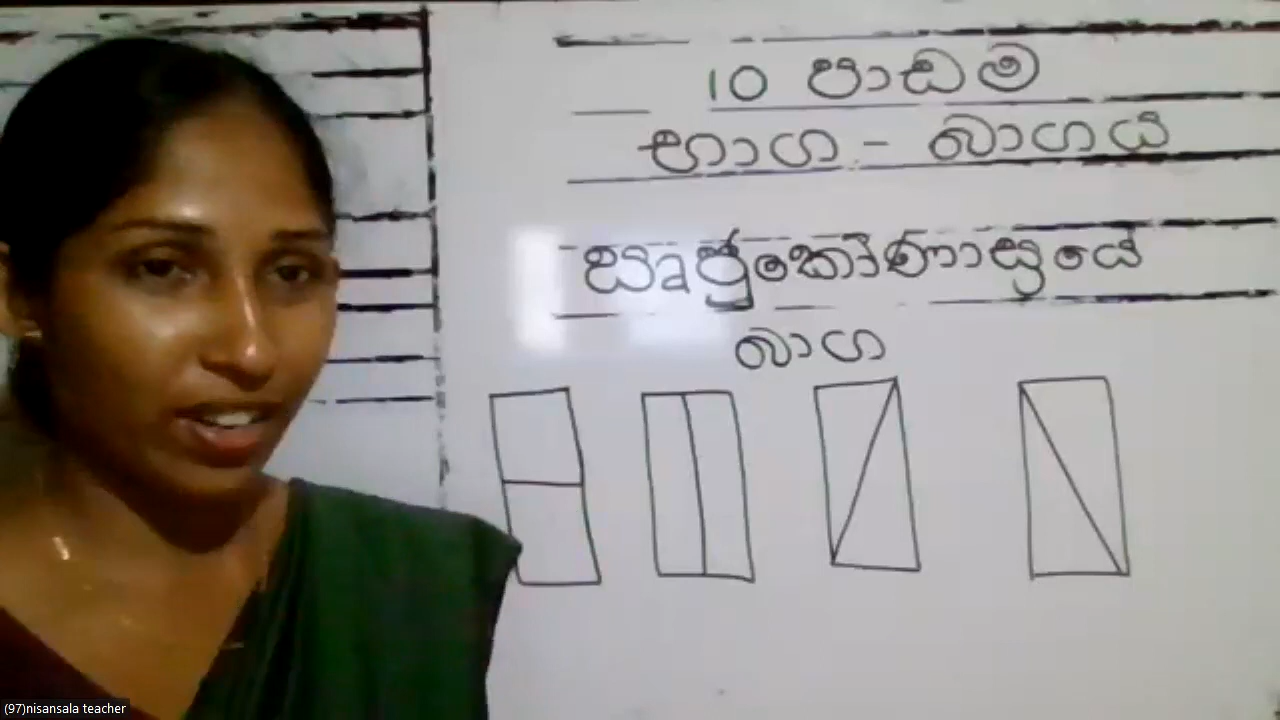 10 පාඩම
භාග - බාගය
සෘජුකෝණාස්‍රයේ
බාග
(97)nisansala teacher